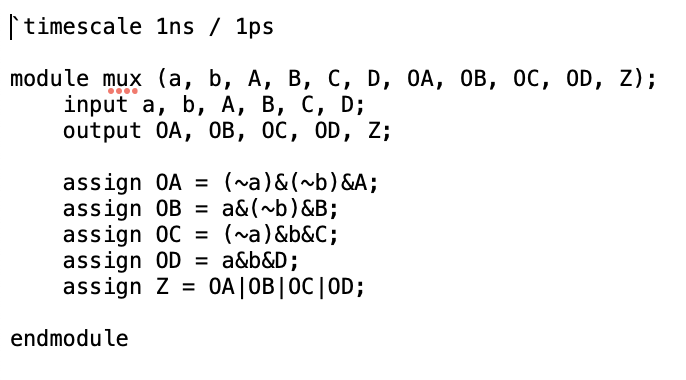 `timescale 1ns / 1ps
module mux (a, b, A, B, C, D, OA, OB, OC, OD, Z);
input a, b, A, B, C, D;
output OA, OB, OC, OD, Z;
assign OA = (~a)&(~b)&A;
assign OB = a&(~b)&B;
assign OC = (~a)&b&C;
assign OD = a&b&D;
assign Z = OA|OB|OC|OD;
endmodule